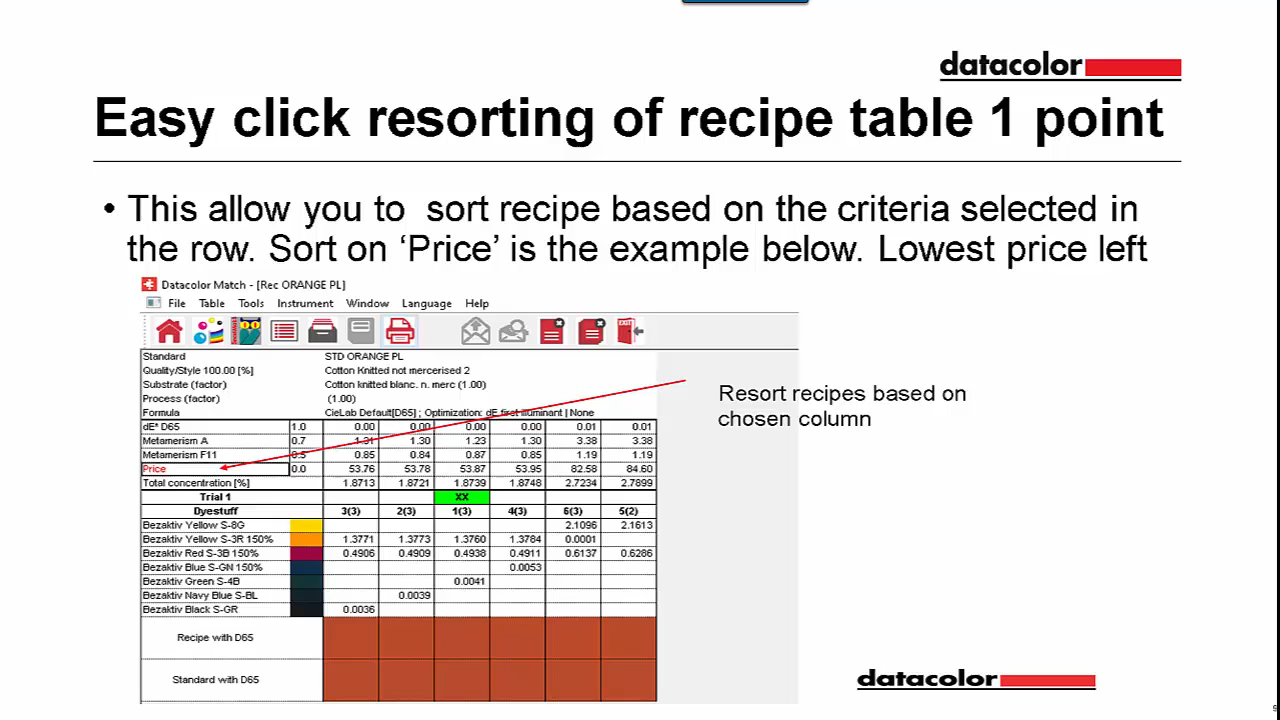 datacolor
Easy click resorting of recipe table 1 point
• This allow you to sort recipe based on the criteria selected in
the row. Sort on ‘Price’ is the example below. Lowest price left
Datacolor Match - [Rec ORANGE PL]
File Table Tools Instrument Window Language Help
Standard STD ORANGE PL
Quality/Style 100.00 [%] Cotton Knitted not mercerised 2
Substrate (factor) Cotton knitted blanc. n. merc (1.00)
Process (factor) (1.00)
Formula CieLab Default[D65] ; Optimization: dE first illuminant | None
dE* D65 1.0 0.00 0.00 0.00 0.00 0.01 0.01
Metamerism A 0.7 1.31 1.30 1.23 1.30 3.38 3.38
Metamerism F11 0.5 0.85 0.84 0.87 0.85 1.19 1.19
Price 0.0 53.76 53.78 53.87 53.95 82.58 84.60
Total concentration [%] 1.8713 1.8721 1.8739 1.8748 2.7234 2.7899
Trial 1 XX
Dyestuff 3(3) 2(3) 1(3) 4(3) 6(3) 5(2)
Bezaktiv Yellow S-8G 2.1096 2.1613
Bezaktiv Yellow S-3R 150% 1.3771 1.3773 1.3760 1.3784 0.0001
Bezaktiv Red S-3B 150% 0.4906 0.4909 0.4938 0.4911 0.6137 0.6286
Bezaktiv Blue S-GN 150% 0.0053
Bezaktiv Green S-4B 0.0041
Bezaktiv Navy Blue S-BL 0.0039
Bezaktiv Black S-GR 0.0036
Recipe with D65
Standard with D65
Resort recipes based on
chosen column
datacolor